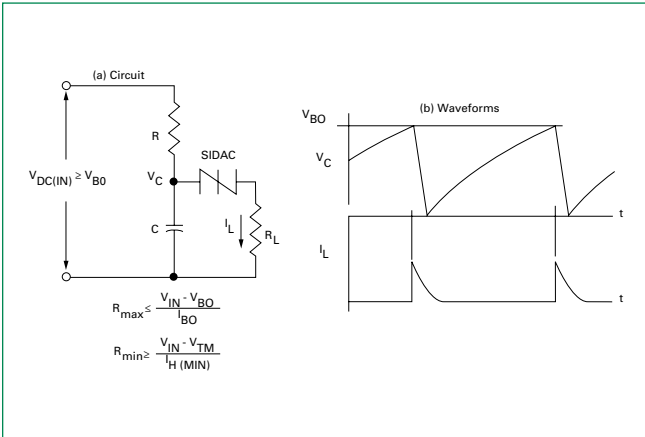 (a) Circuit
R
SIDAC
V_DC(IN) ≥ V_B0
V_C
C
I_L
R_L
R_max ≤ (V_IN - V_BO) / I_BO
R_min ≥ (V_IN - V_TM) / I_H (MIN)
(b) Waveforms
V_BO
V_C
t
I_L
t